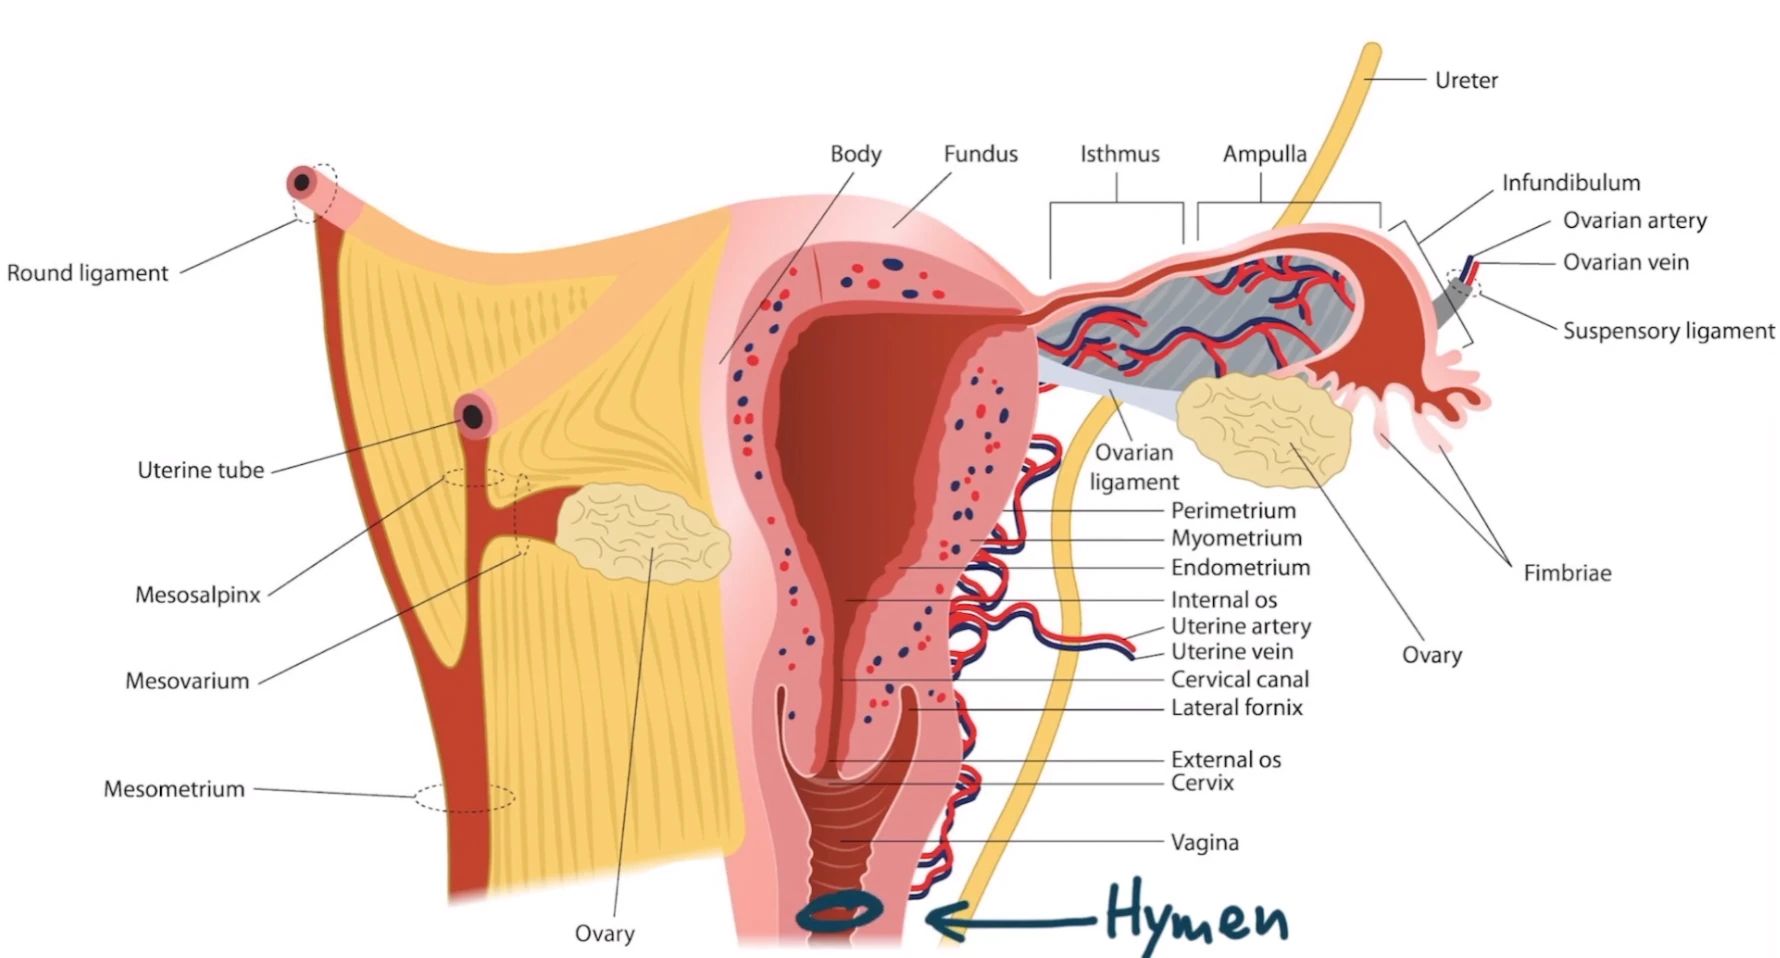 Ureter
Body
Fundus
Isthmus
Ampulla
Infundibulum
Ovarian artery
Ovarian vein
Round ligament
Suspensory ligament
Uterine tube
Ovarian
ligament
Perimetrium
Myometrium
Endometrium
Fimbriae
Mesosalpinx
Internal os
Uterine artery
Uterine vein
Ovary
Mesovarium
Cervical canal
Lateral fornix
External os
Cervix
Mesometrium
Vagina
Hymen
Ovary